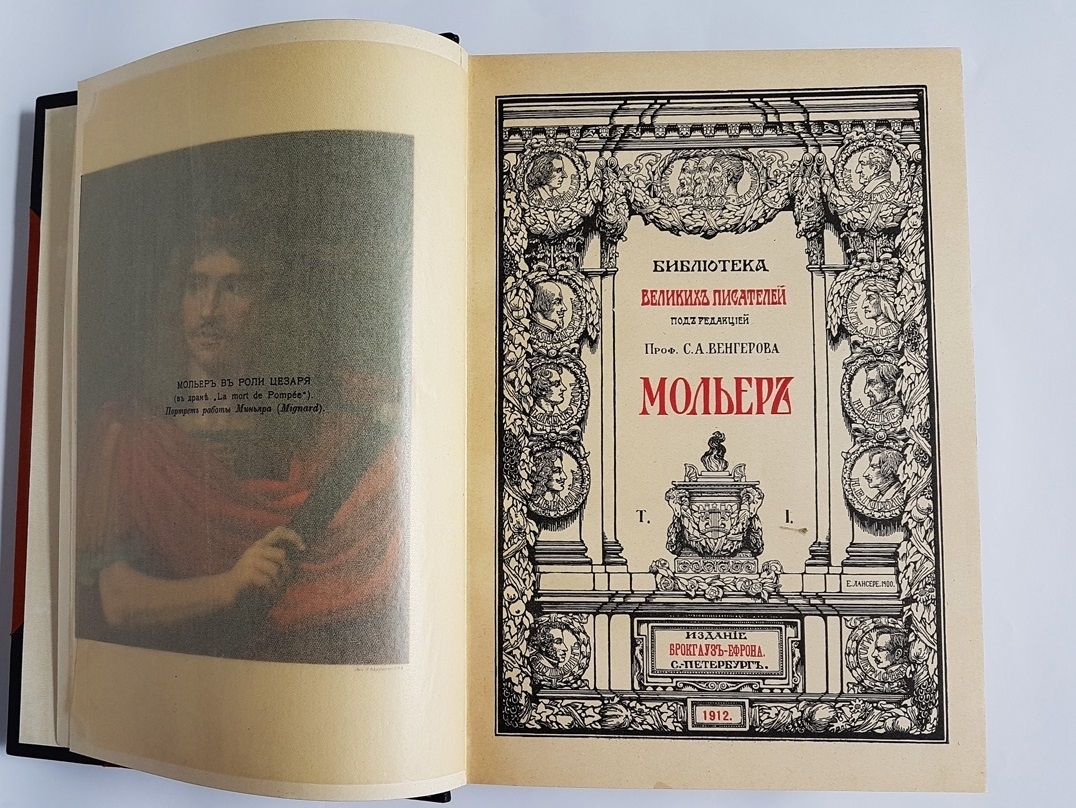 МОЛЬЕРЪ ВЪ РОЛИ ЦЕЗАРЯ
(въ драмѣ „La mort de Pompée“).
Портретъ работы Миньяра (Mignard).
БИБЛІОТЕКА
ВЕЛИКИХЪ ПИСАТЕЛЕЙ
ПОДЪ РЕДАКЦІЕЙ
Проф. С.А.ВЕНГЕРОВА
МОЛЬЕРЪ
Т. I.
Е.ЛАНСЕРЕ.1900.
ИЗДАНІЕ
БРОКГАУЗЪ-ЕФРОНА.
С.-ПЕТЕРБУРГЪ.
1912.